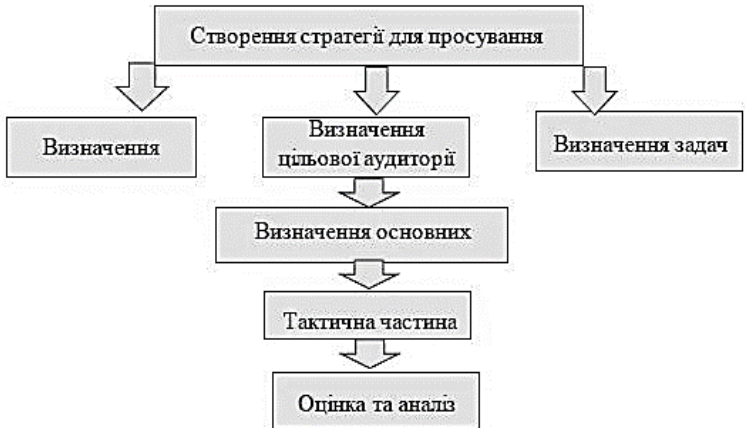 Створення стратегії для просування
Визначення
Визначення
цільової аудиторії
Визначення задач
Визначення основних
Тактична частина
Оцінка та аналіз